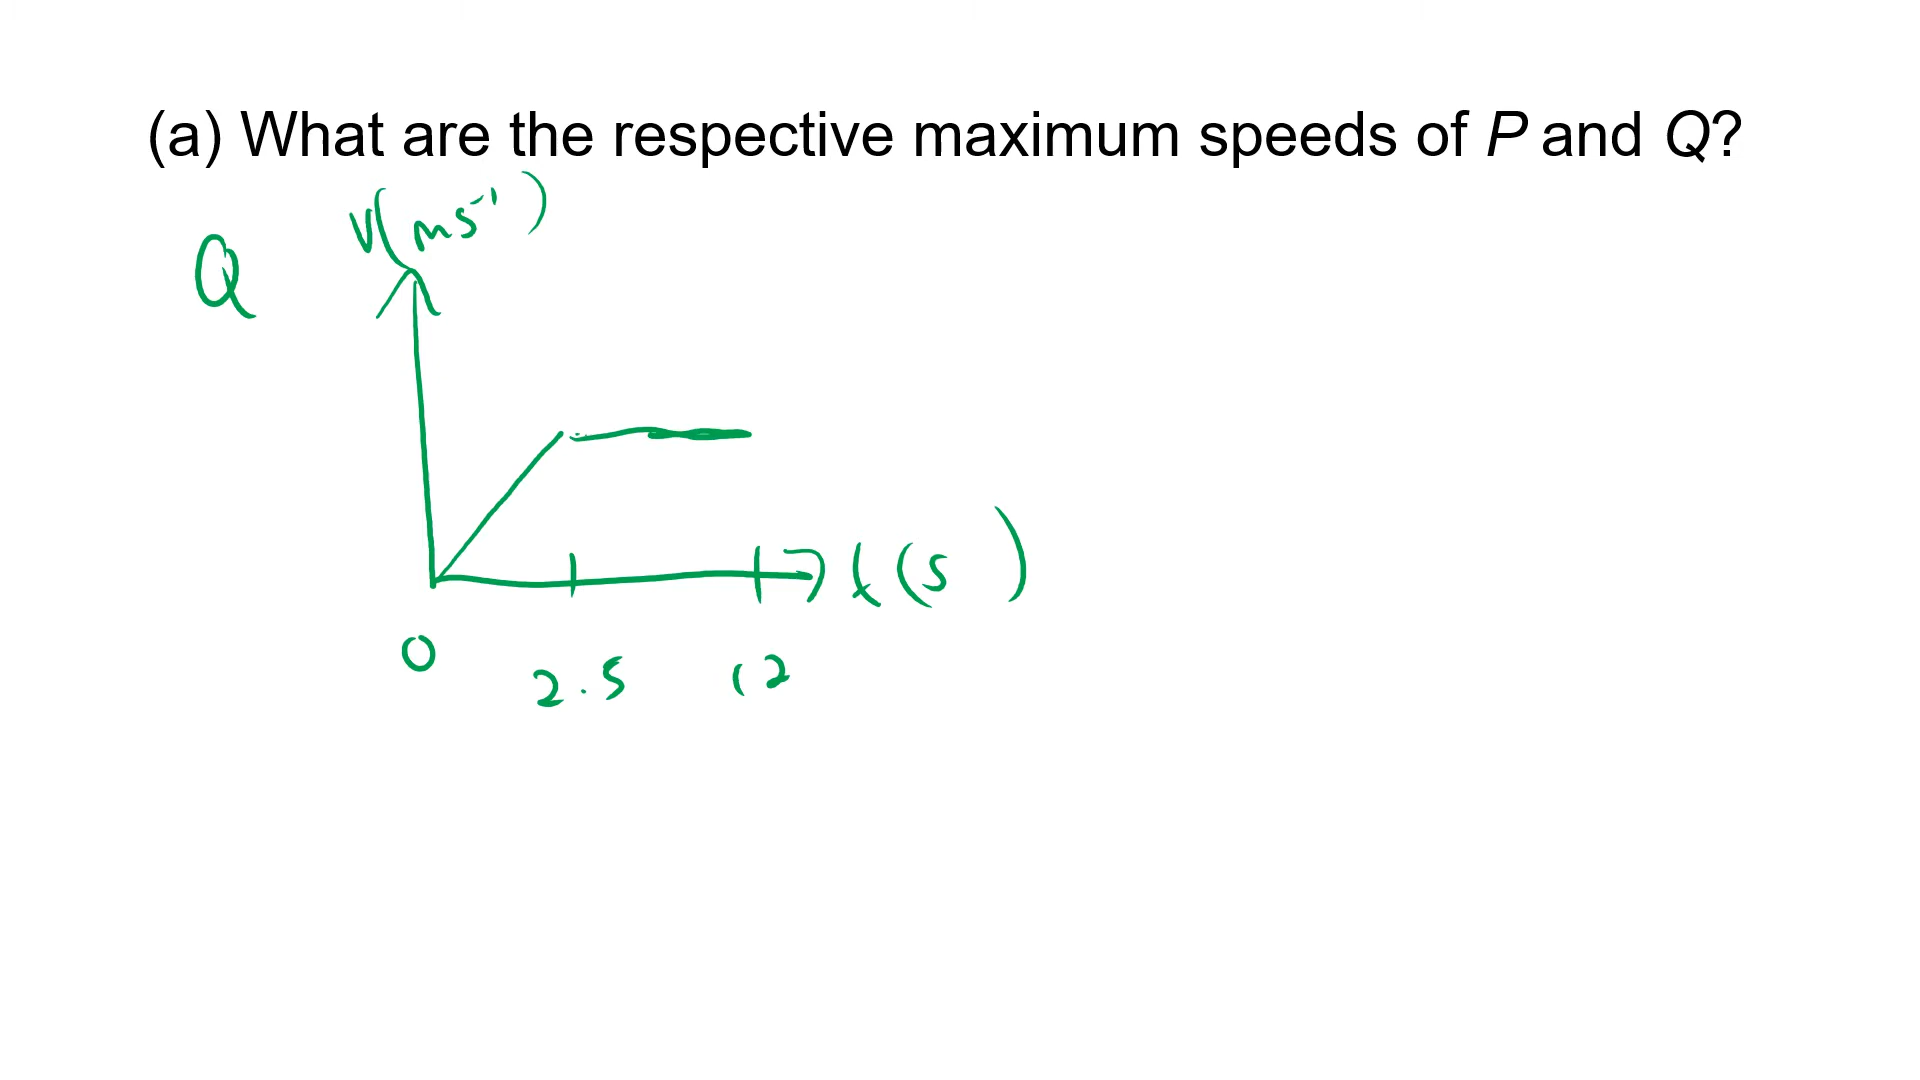 (a) What are the respective maximum speeds of P and Q?
v(ms⁻¹)
Q
t(s)
0
2.5
12